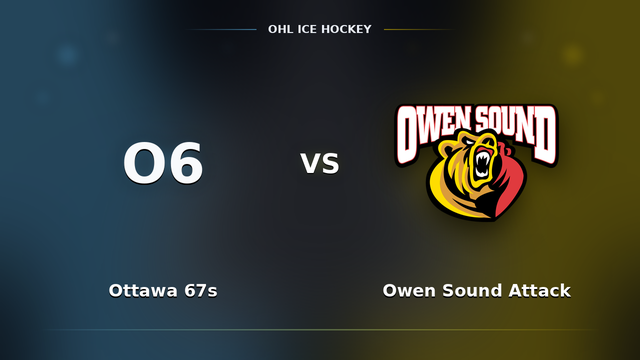 OHL ICE HOCKEY
OWEN SOUND
O6
VS
Ottawa 67s
Owen Sound Attack